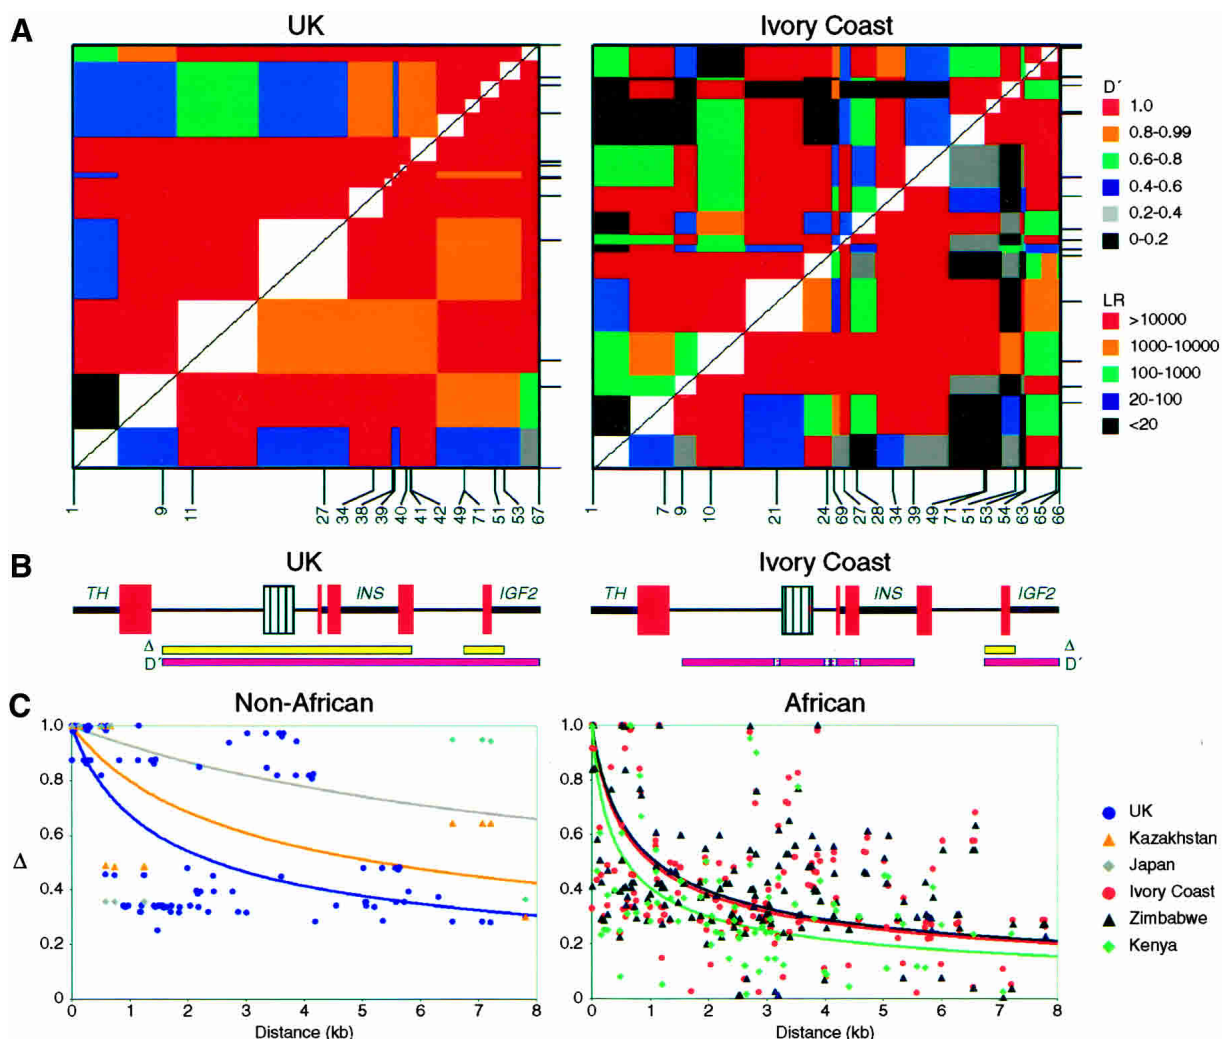 A
UK
Ivory Coast
D´
1.0
0.8-0.99
0.6-0.8
0.4-0.6
0.2-0.4
0-0.2
LR
>10000
1000-10000
100-1000
20-100
<20
1 9 11 27 34 38 39 40 41 42 49 71 51 53 67
1 7 9 10 21 24 69 27 28 34 39 49 71 51 53 54 63 65 66
B
UK
Ivory Coast
TH INS IGF2
TH INS IGF2
Δ
D´
Δ
D´
C
Non-African
African
Δ
1.0
0.8
0.6
0.4
0.2
0
0 1 2 3 4 5 6 7 8
Distance (kb)
1.0
0.8
0.6
0.4
0.2
0
0 1 2 3 4 5 6 7 8
Distance (kb)
UK
Kazakhstan
Japan
Ivory Coast
Zimbabwe
Kenya